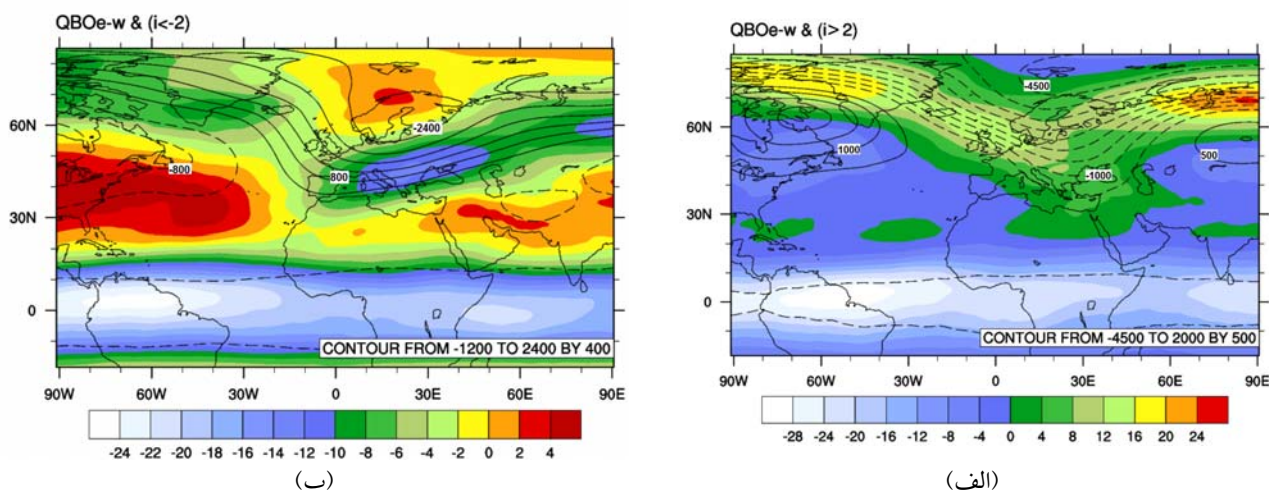 QBOe-w & (i<-2)
60N
30N
0
-2400
-800
800
CONTOUR FROM -1200 TO 2400 BY 400
90W 60W 30W 0 30E 60E 90E
-24 -22 -20 -18 -16 -14 -12 -10 -8 -6 -4 -2 0 2 4
(ب)
QBOe-w & (i> 2)
60N
30N
0
-4500
1000
500
-1000
CONTOUR FROM -4500 TO 2000 BY 500
90W 60W 30W 0 30E 60E 90E
-28 -24 -20 -16 -12 -8 -4 0 4 8 12 16 20 24
(الف)